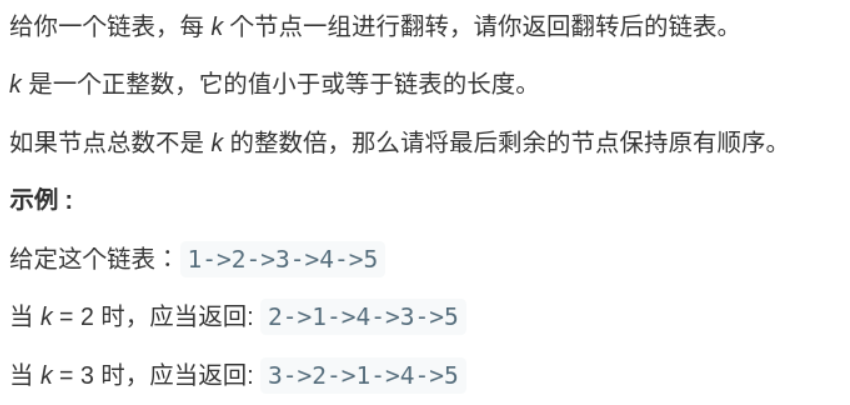 给你一个链表，每 k 个节点一组进行翻转，请你返回翻转后的链表。
k 是一个正整数，它的值小于或等于链表的长度。
如果节点总数不是 k 的整数倍，那么请将最后剩余的节点保持原有顺序。
示例 :
给定这个链表：1->2->3->4->5
当 k = 2 时，应当返回: 2->1->4->3->5
当 k = 3 时，应当返回: 3->2->1->4->5